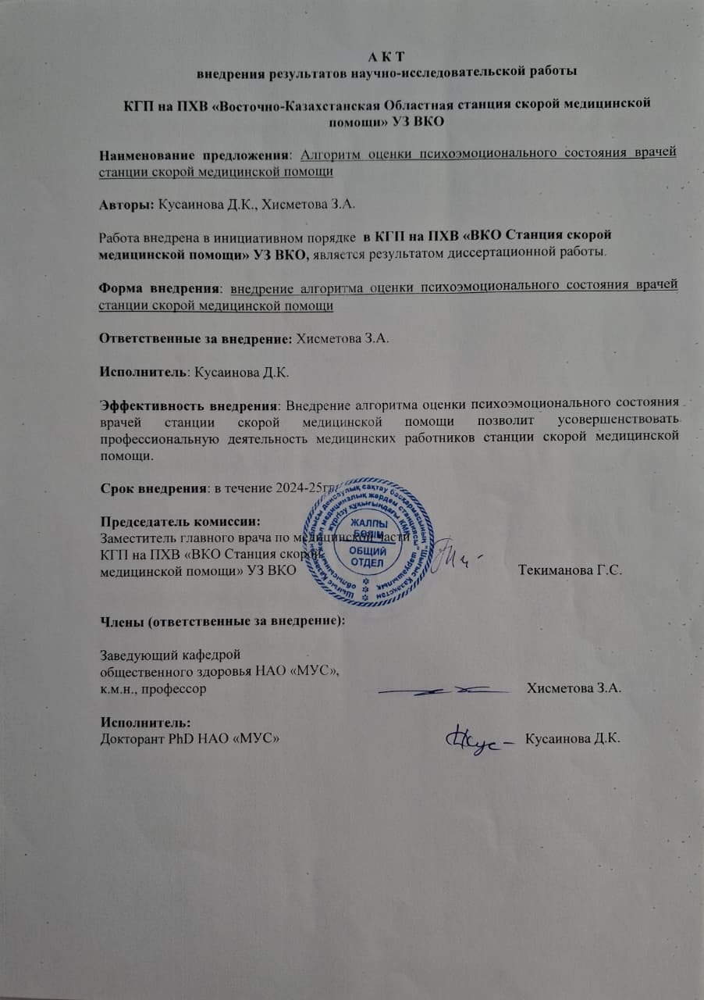 А К Т
внедрения результатов научно-исследовательской работы
КГП на ПХВ «Восточно-Казахстанская Областная станция скорой медицинской
помощи» УЗ ВКО
Наименование предложения: Алгоритм оценки психоэмоционального состояния врачей
станции скорой медицинской помощи
Авторы: Кусаинова Д.К., Хисметова З.А.
Работа внедрена в инициативном порядке в КГП на ПХВ «ВКО Станция скорой
медицинской помощи» УЗ ВКО, является результатом диссертационной работы.
Форма внедрения: внедрение алгоритма оценки психоэмоционального состояния врачей
станции скорой медицинской помощи
Ответственные за внедрение: Хисметова З.А.
Исполнитель: Кусаинова Д.К.
Эффективность внедрения: Внедрение алгоритма оценки психоэмоционального состояния
врачей станции скорой медицинской помощи позволит усовершенствовать
профессиональную деятельность медицинских работников станции скорой медицинской
помощи.
Срок внедрения: в течение 2024-25гг
Председатель комиссии:
Заместитель главного врача по медицинской части
КГП на ПХВ «ВКО Станция скорой
медицинской помощи» УЗ ВКО Текиманова Г.С.
ЖАЛПЫ
БӨЛІМ
ОБЩИЙ
ОТДЕЛ
Члены (ответственные за внедрение):
Заведующий кафедрой
общественного здоровья НАО «МУС»,
к.м.н., профессор Хисметова З.А.
Исполнитель:
Докторант PhD НАО «МУС» Кусаинова Д.К.